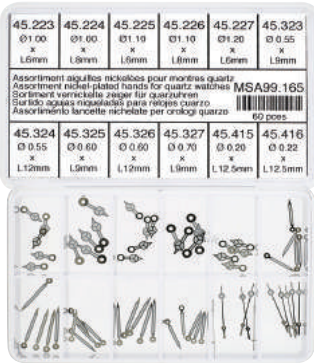 45.223 45.224 45.225 45.226 45.227 45.323
Ø1.00 Ø1.00 Ø1.10 Ø1.10 Ø1.20 Ø 0.55
x x x x x x
L6mm L8mm L6mm L8mm L6mm L9mm
Assortiment aiguilles nickelées pour montres quartz
Assortment nickel-plated hands for quartz watches MSA99.165
Sortiment vernickelte zeiger für quarzuhren
Surtido agujas niqueladas para relojes cuarzo
Assortimento lancette nichelate per orologi quarzo 60 pces
45.324 45.325 45.326 45.327 45.415 45.416
Ø 0.55 Ø 0.60 Ø 0.60 Ø 0.70 Ø 0.20 Ø 0.22
x x x x x x
L12mm L9mm L12mm L9mm L12.5mm L12.5mm